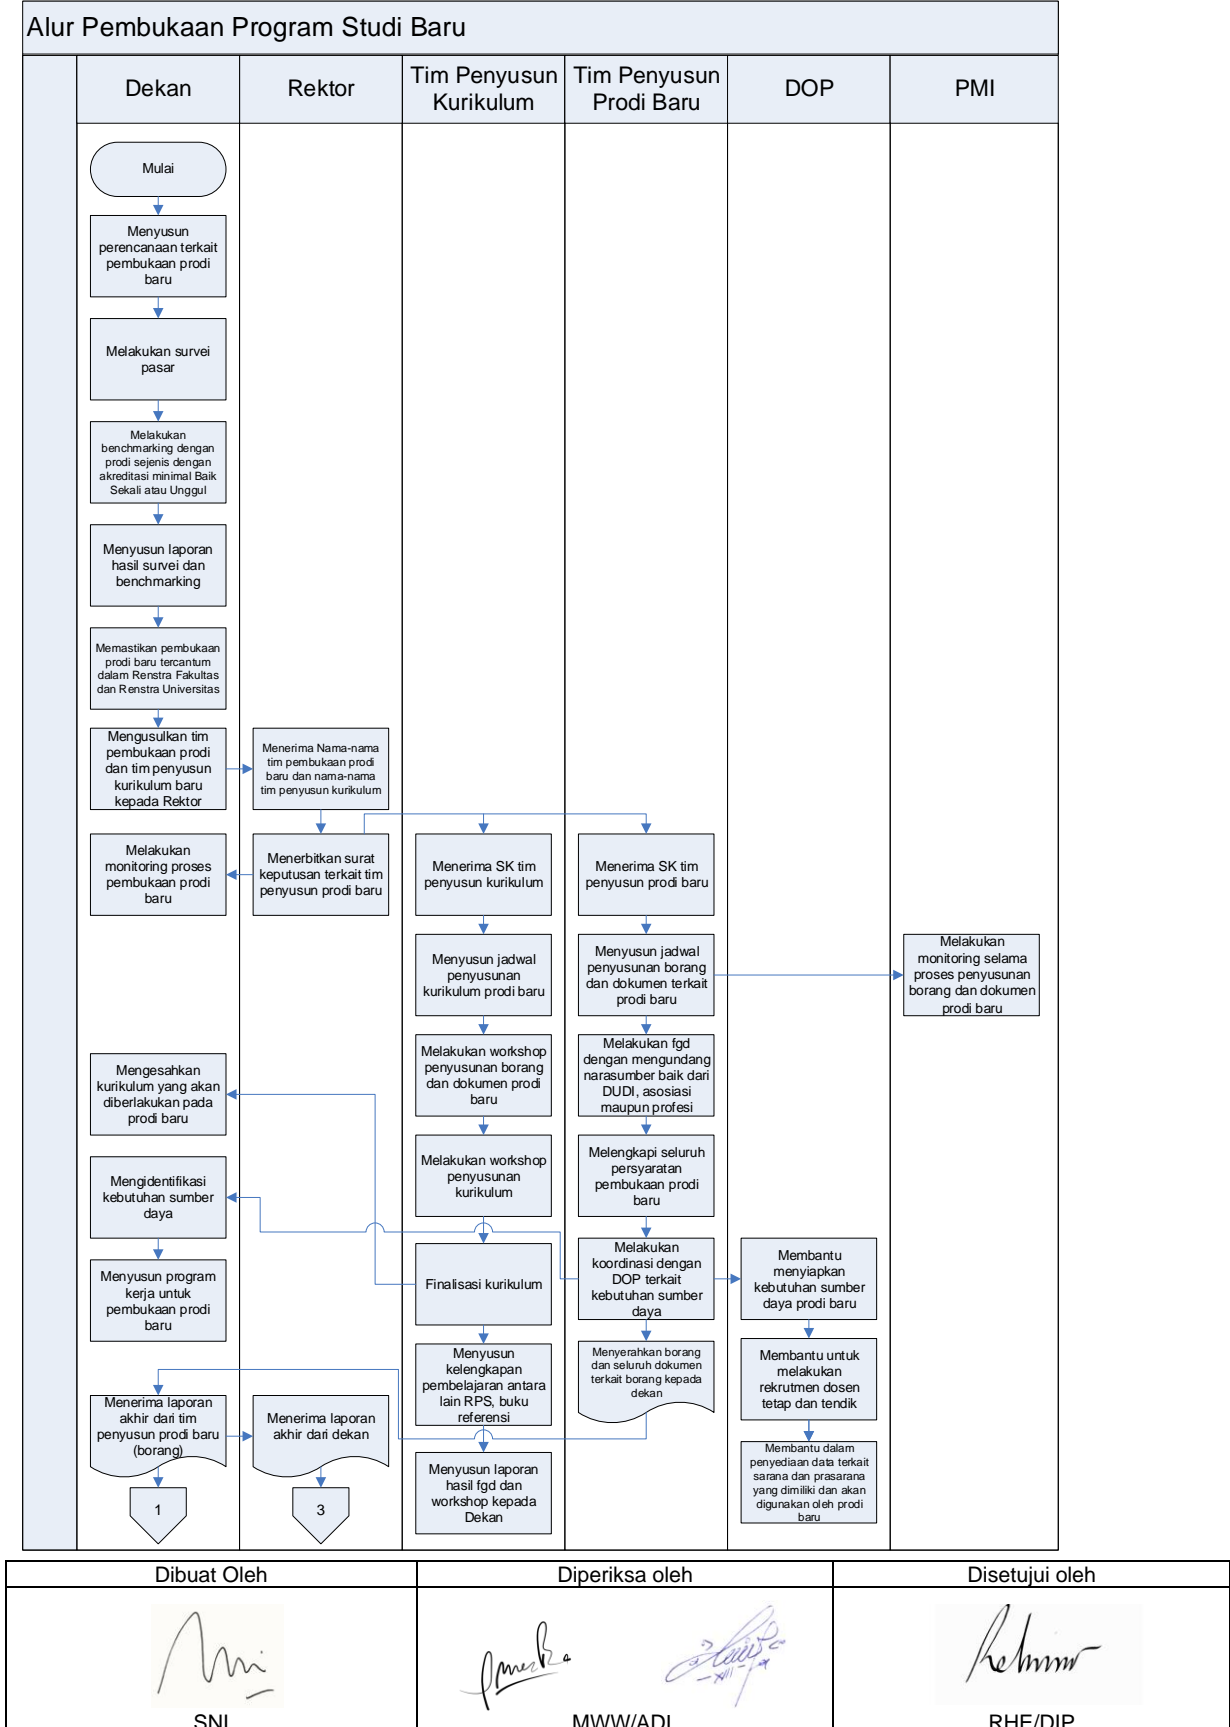 Alur Pembukaan Program Studi Baru
Dekan
Rektor
Tim Penyusun
Kurikulum
Tim Penyusun
Prodi Baru
DOP
PMI
Mulai
Menyusun
perencanaan terkait
pembukaan prodi
baru
Melakukan survei
pasar
Melakukan
benchmarking dengan
prodi sejenis dengan
akreditasi minimal Baik
Sekali atau Unggul
Menyusun laporan
hasil survei dan
benchmarking
Memastikan pembukaan
prodi baru tercantum
dalam Renstra Fakultas
dan Renstra Universitas
Mengusulkan tim
pembukaan prodi
dan tim penyusun
kurikulum baru
kepada Rektor
Menerima Nama-nama
tim pembukaan prodi
baru dan nama-nama
tim penyusun kurikulum
Melakukan
monitoring proses
pembukaan prodi
baru
Menerbitkan surat
keputusan terkait tim
penyusun prodi baru
Menerima SK tim
penyusun kurikulum
Menerima SK tim
penyusun prodi baru
Menyusun jadwal
penyusunan
kurikulum prodi baru
Menyusun jadwal
penyusunan borang
dan dokumen terkait
prodi baru
Melakukan
monitoring selama
proses penyusunan
borang dan dokumen
prodi baru
Mengesahkan
kurikulum yang akan
diberlakukan pada
prodi baru
Melakukan workshop
penyusunan borang
dan dokumen prodi
baru
Melakukan fgd
dengan mengundang
narasumber baik dari
DUDI, asosiasi
maupun profesi
Mengidentifikasi
kebutuhan sumber
daya
Melakukan workshop
penyusunan
kurikulum
Melengkapi seluruh
persyaratan
pembukaan prodi
baru
Menyusun program
kerja untuk
pembukaan prodi
baru
Finalisasi kurikulum
Melakukan
koordinasi dengan
DOP terkait
kebutuhan sumber
daya
Membantu
menyiapkan
kebutuhan sumber
daya prodi baru
Menerima laporan
akhir dari tim
penyusun prodi baru
(borang)
Menerima laporan
akhir dari dekan
Menyusun
kelengkapan
pembelajaran antara
lain RPS, buku
referensi
Menyerahkan borang
dan seluruh dokumen
terkait borang kepada
dekan
Membantu untuk
melakukan
rekrutmen dosen
tetap dan tendik
1
3
Menyusun laporan
hasil fgd dan
workshop kepada
Dekan
Membantu dalam
penyediaan data terkait
sarana dan prasarana
yang dimiliki dan akan
digunakan oleh prodi
baru
Dibuat Oleh
Diperiksa oleh
Disetujui oleh
SNI
MWW/ADI
RHE/DIP